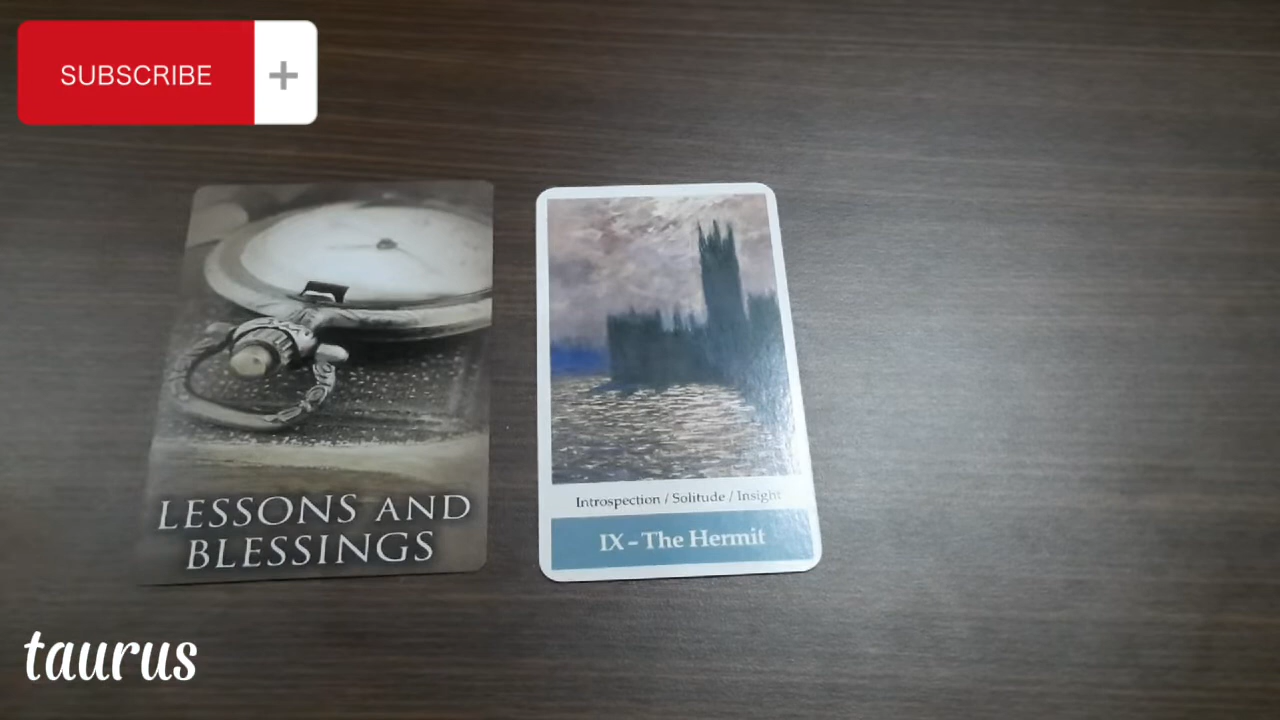 SUBSCRIBE
LESSONS AND
BLESSINGS
Introspection / Solitude / Insight
IX – The Hermit
taurus